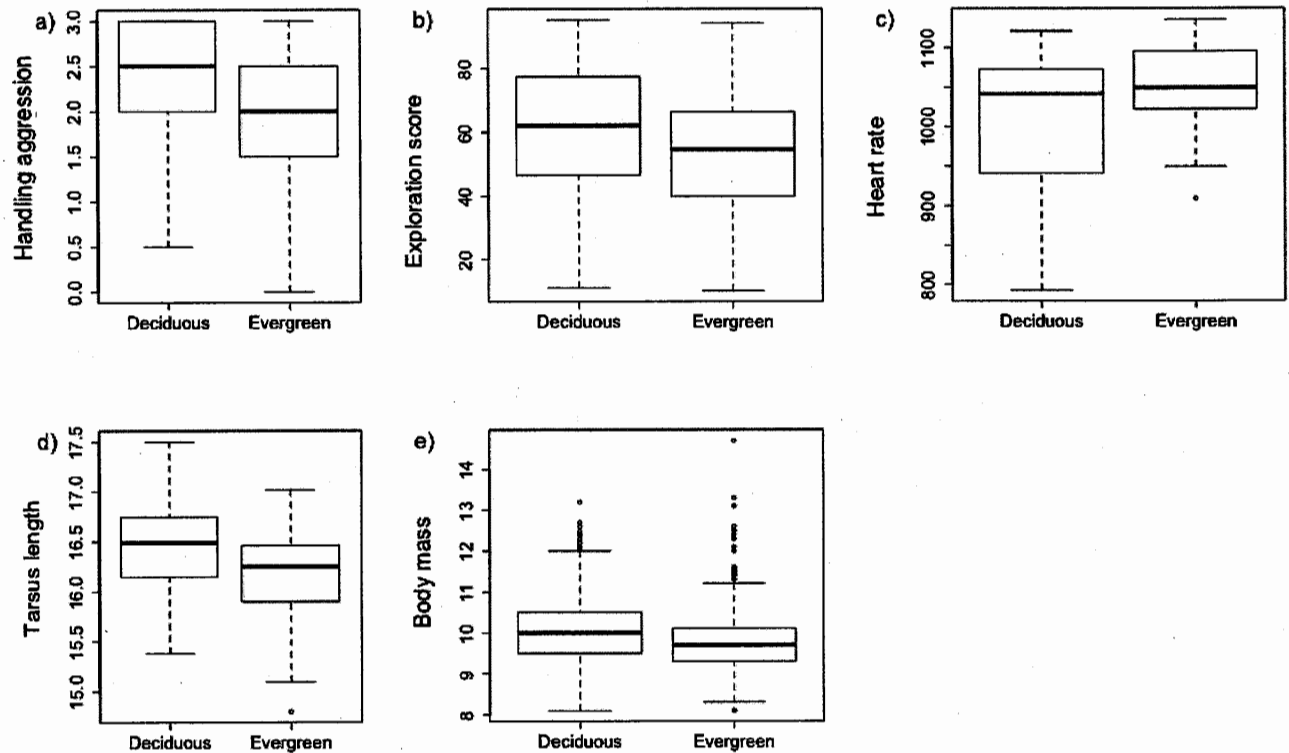 a)
Handling aggression
3.0
2.5
2.0
1.5
1.0
0.5
0.0
Deciduous
Evergreen
b)
Exploration score
80
60
40
20
Deciduous
Evergreen
c)
Heart rate
1100
1000
900
800
Deciduous
Evergreen
d)
Tarsus length
17.5
17.0
16.5
16.0
15.5
15.0
Deciduous
Evergreen
e)
Body mass
14
13
12
11
10
9
8
Deciduous
Evergreen